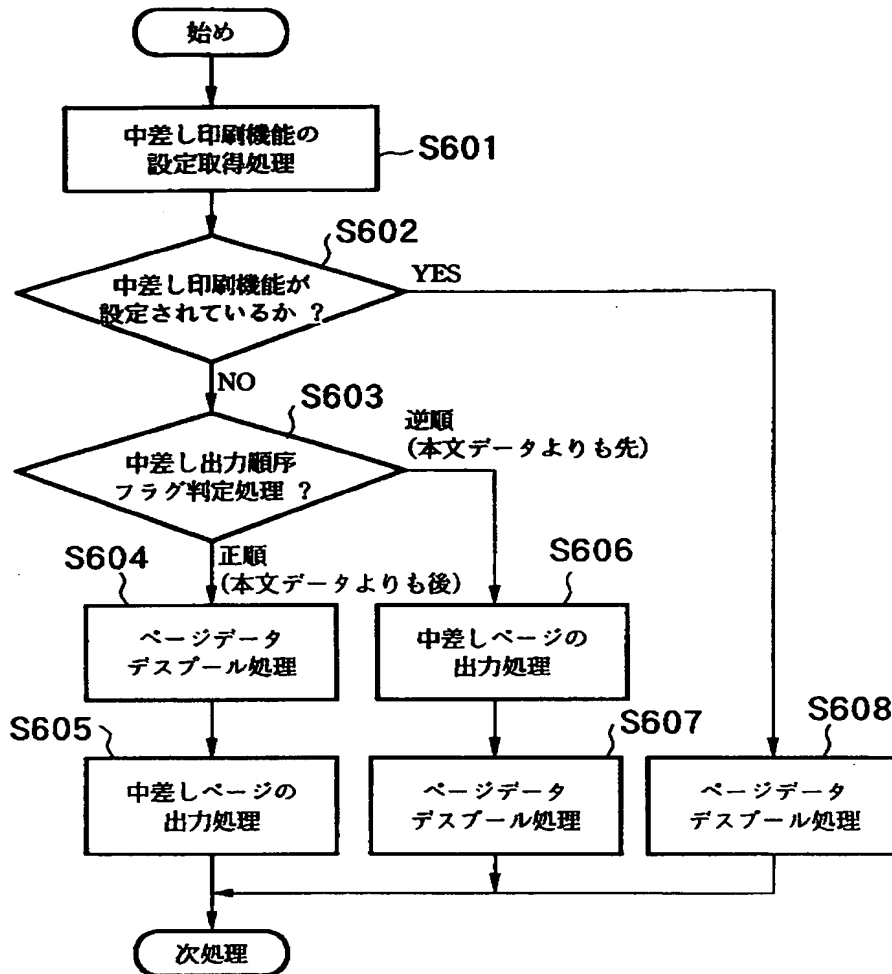 始め
中差し印刷機能の
設定取得処理
S601
S602
中差し印刷機能が
設定されているか ?
YES
NO
S603
中差し出力順序
フラグ判定処理 ?
逆順
(本文データよりも先)
S604
正順
(本文データよりも後)
S606
ページデータ
デスプール処理
中差しページの
出力処理
S605
S607
S608
中差しページの
出力処理
ページデータ
デスプール処理
ページデータ
デスプール処理
次処理